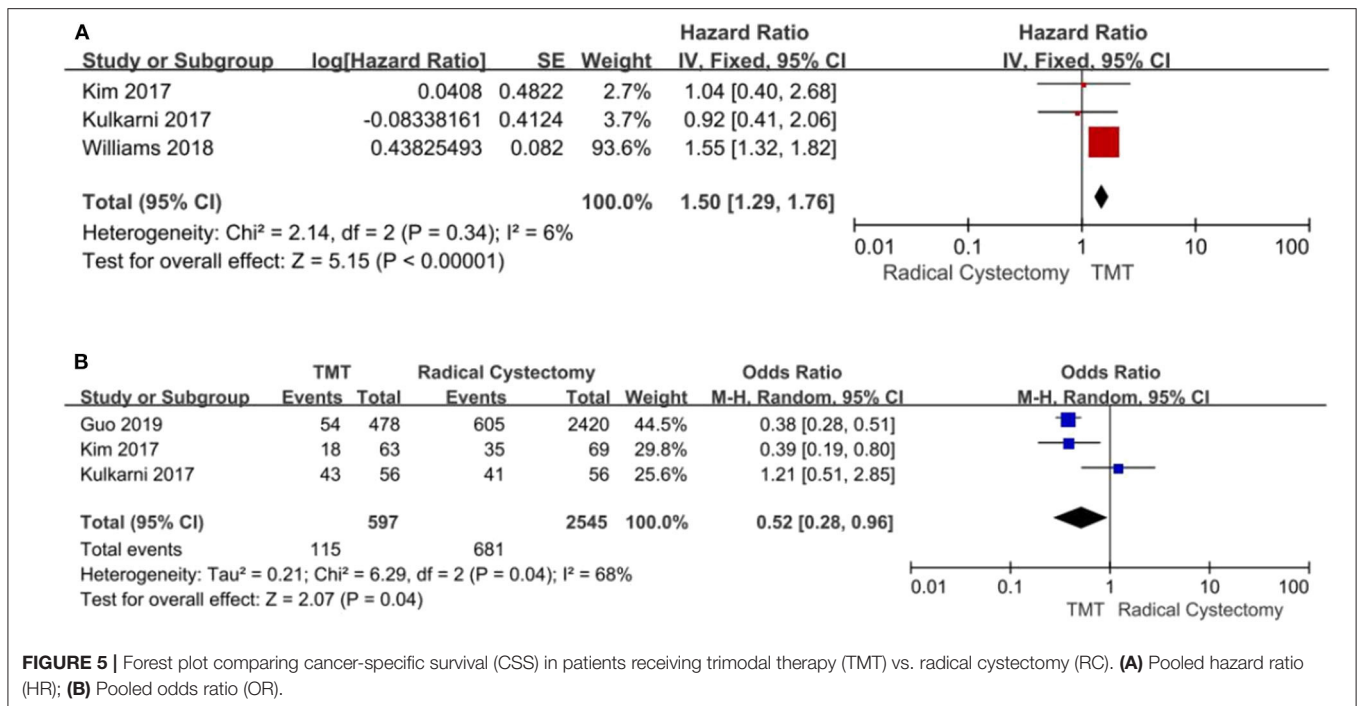 A
Hazard Ratio Hazard Ratio
Study or Subgroup log[Hazard Ratio] SE Weight IV, Fixed, 95% CI IV, Fixed, 95% CI
Kim 2017 0.0408 0.4822 2.7% 1.04 [0.40, 2.68]
Kulkarni 2017 -0.08338161 0.4124 3.7% 0.92 [0.41, 2.06]
Williams 2018 0.43825493 0.082 93.6% 1.55 [1.32, 1.82]
Total (95% CI) 100.0% 1.50 [1.29, 1.76]
Heterogeneity: Chi² = 2.14, df = 2 (P = 0.34); I² = 6%
Test for overall effect: Z = 5.15 (P < 0.00001)
0.01 0.1 1 10 100
Radical Cystectomy TMT
B
TMT Radical Cystectomy Odds Ratio Odds Ratio
Study or Subgroup Events Total Events Total Weight M-H, Random, 95% CI M-H, Random, 95% CI
Guo 2019 54 478 605 2420 44.5% 0.38 [0.28, 0.51]
Kim 2017 18 63 35 69 29.8% 0.39 [0.19, 0.80]
Kulkarni 2017 43 56 41 56 25.6% 1.21 [0.51, 2.85]
Total (95% CI) 597 2545 100.0% 0.52 [0.28, 0.96]
Total events 115 681
Heterogeneity: Tau² = 0.21; Chi² = 6.29, df = 2 (P = 0.04); I² = 68%
Test for overall effect: Z = 2.07 (P = 0.04)
0.01 0.1 1 10 100
TMT Radical Cystectomy
FIGURE 5 | Forest plot comparing cancer-specific survival (CSS) in patients receiving trimodal therapy (TMT) vs. radical cystectomy (RC). (A) Pooled hazard ratio
(HR); (B) Pooled odds ratio (OR).